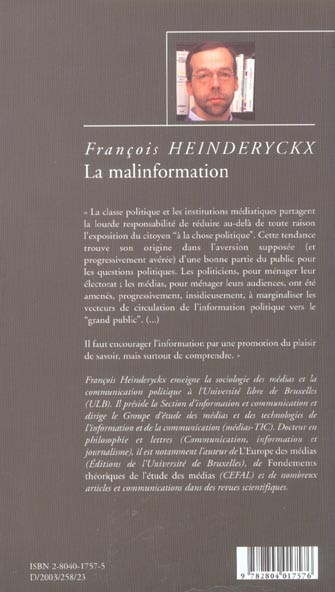 François HEINDERYCKX
La malinformation
« La classe politique et les institutions médiatiques partagent
la lourde responsabilité de réduire au-delà de toute raison
l'exposition du citoyen "à la chose politique". Cette tendance
trouve son origine dans l'aversion supposée (et
progressivement avérée) d'une bonne partie du public pour
les questions politiques. Les politiciens, pour ménager leur
électorat ; les médias, pour ménager leurs audiences, ont été
amenés, progressivement, insidieusement, à marginaliser les
vecteurs de circulation de l'information politique vers le
"grand public". (...)
Il faut encourager l'information par une promotion du plaisir
de savoir, mais surtout de comprendre. »
François Heinderyckx enseigne la sociologie des médias et la
communication politique à l'Université libre de Bruxelles
(ULB). Il préside la Section d'information et communication et
dirige le Groupe d'étude des médias et des technologies de
l'information et de la communication (médias-TIC). Docteur en
philosophie et lettres (Communication, information et
journalisme), il est notamment l'auteur de L'Europe des médias
(Éditions de l'Université de Bruxelles), de Fondements
théoriques de l'étude des médias (CEFAL) et de nombreux
articles et communications dans des revues scientifiques.
ISBN 2-8040-1757-5
D/2003/258/23
9 782804 017576